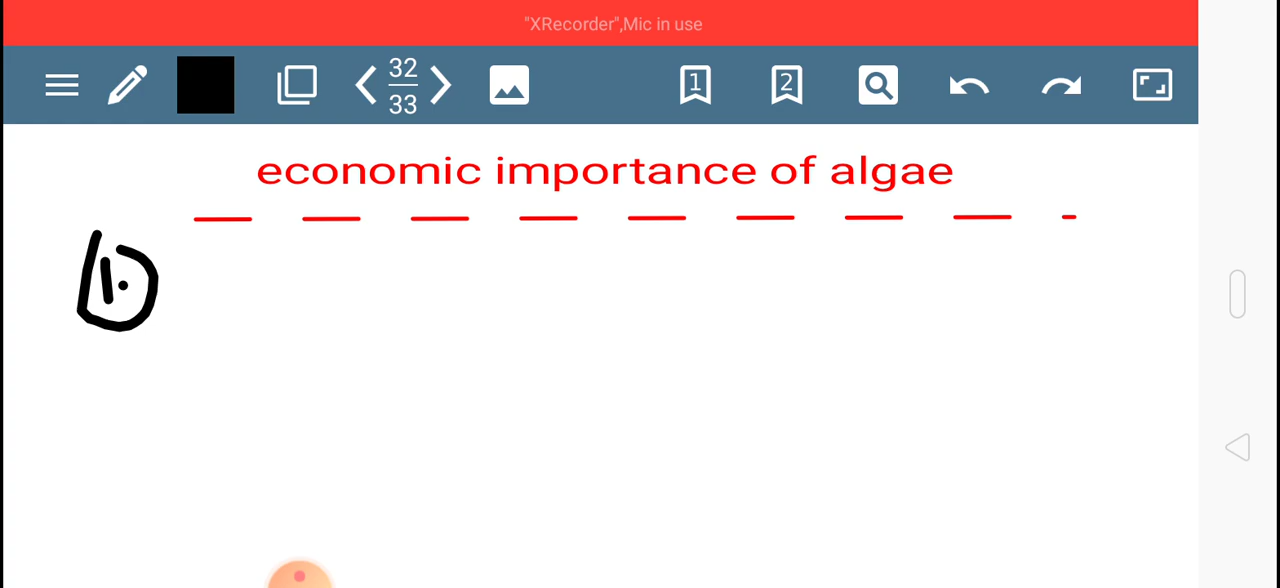 "XRecorder",Mic in use
32
33
1
2
economic importance of algae
1.